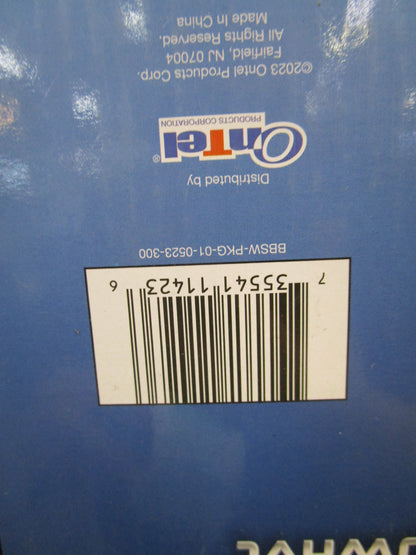 7 35541 11423 6
BBSW-PKG-01-0523-300
Distributed by
OnTel®
PRODUCTS CORPORATION
©2023 Ontel Products Corp.
Fairfield, NJ 07004
All Rights Reserved.
Made in China